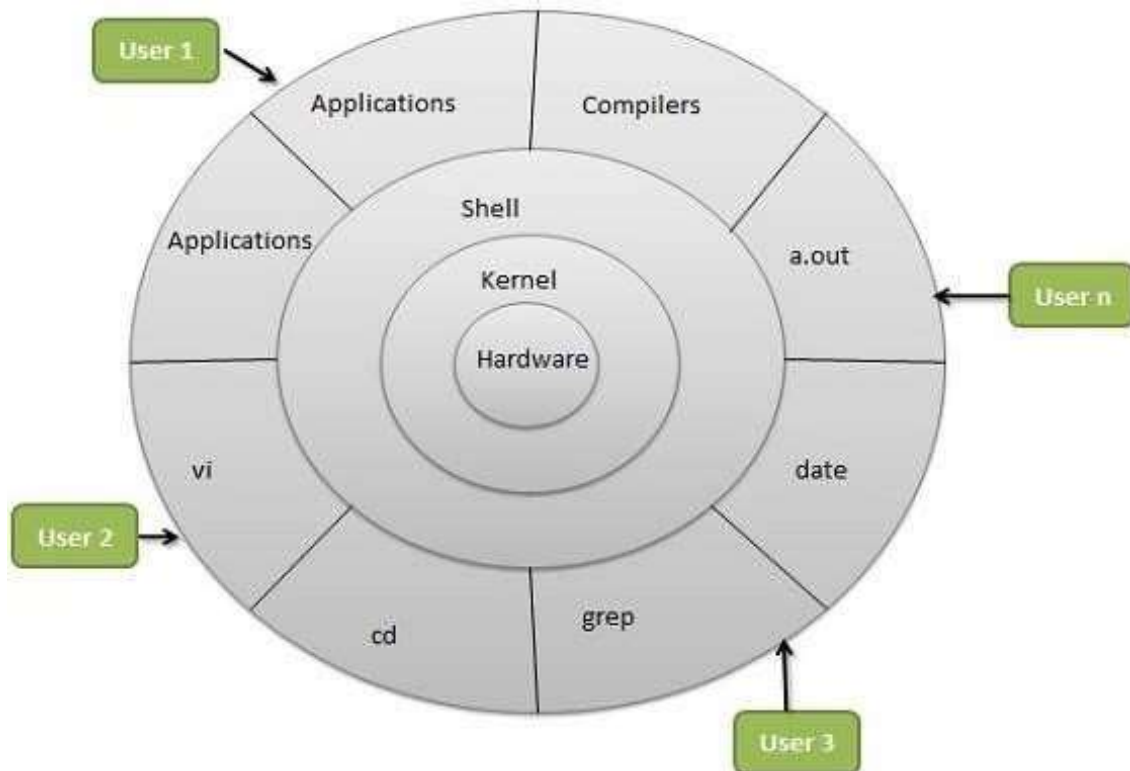 User 1
Applications
Compilers
Shell
Applications
a.out
Kernel
User n
Hardware
vi
date
User 2
cd
grep
User 3